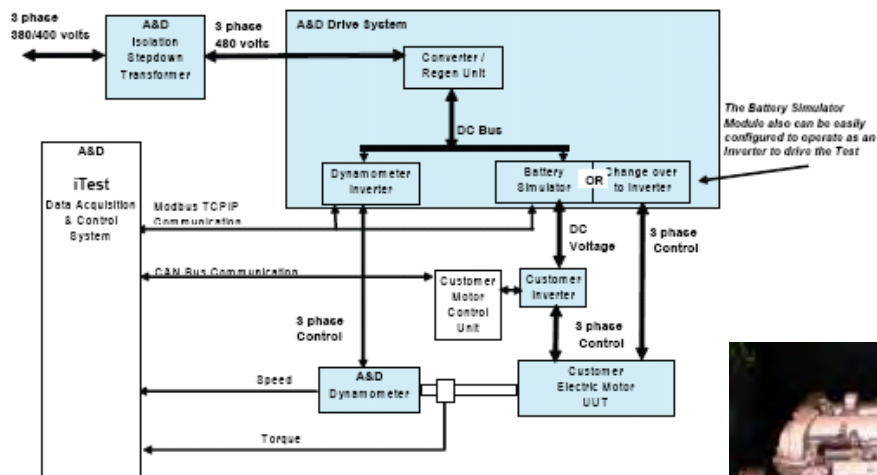 3 phase
380/400 volts
A&D
Isolation
Stepdown
Transformer
3 phase
480 volts
A&D Drive System
Converter /
Regen Unit
DC Bus
Dynamometer
Inverter
Battery
Simulator
OR
Change over
to Inverter
The Battery Simulator
Module also can be easily
configured to operate as an
Inverter to drive the Test
A&D
iTest
Data Acquisition
& Control
System
Modbus TCPIP
Communication
DC
Voltage
3 phase
Control
CAN Bus Communication
Customer
Motor
Control
Unit
Customer
Inverter
3 phase
Control
3 phase
Control
Speed
A&D
Dynamometer
Customer
Electric Motor
UUT
Torque